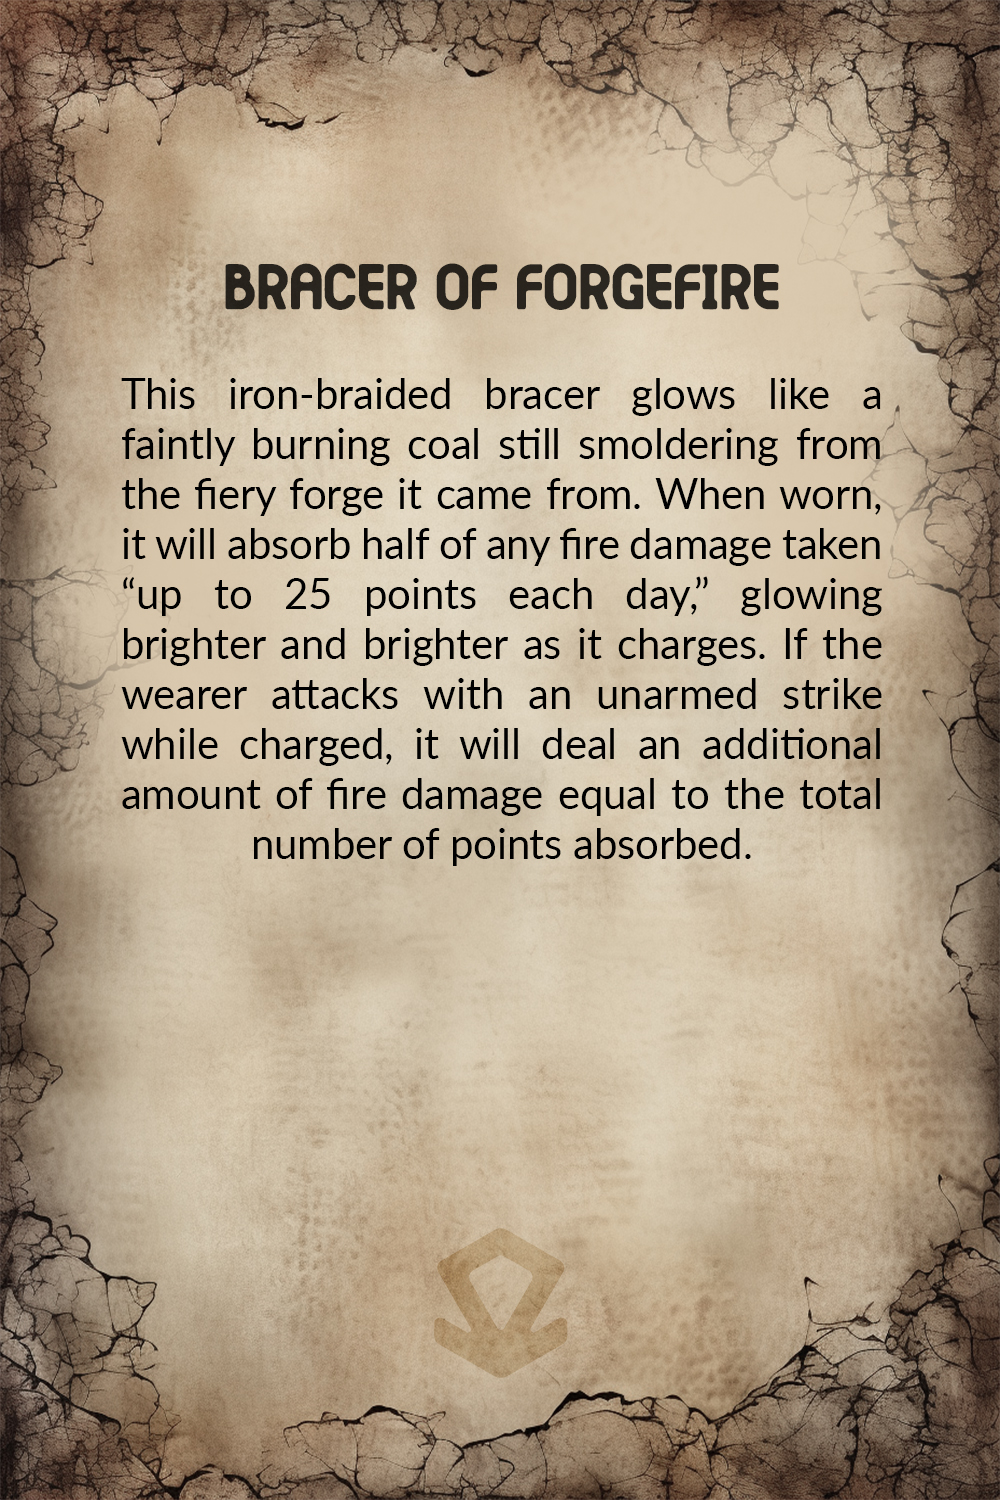 BRACER OF FORGEFIRE
This iron-braided bracer glows like a
faintly burning coal still smoldering from
the fiery forge it came from. When worn,
it will absorb half of any fire damage taken
“up to 25 points each day,” glowing
brighter and brighter as it charges. If the
wearer attacks with an unarmed strike
while charged, it will deal an additional
amount of fire damage equal to the total
number of points absorbed.